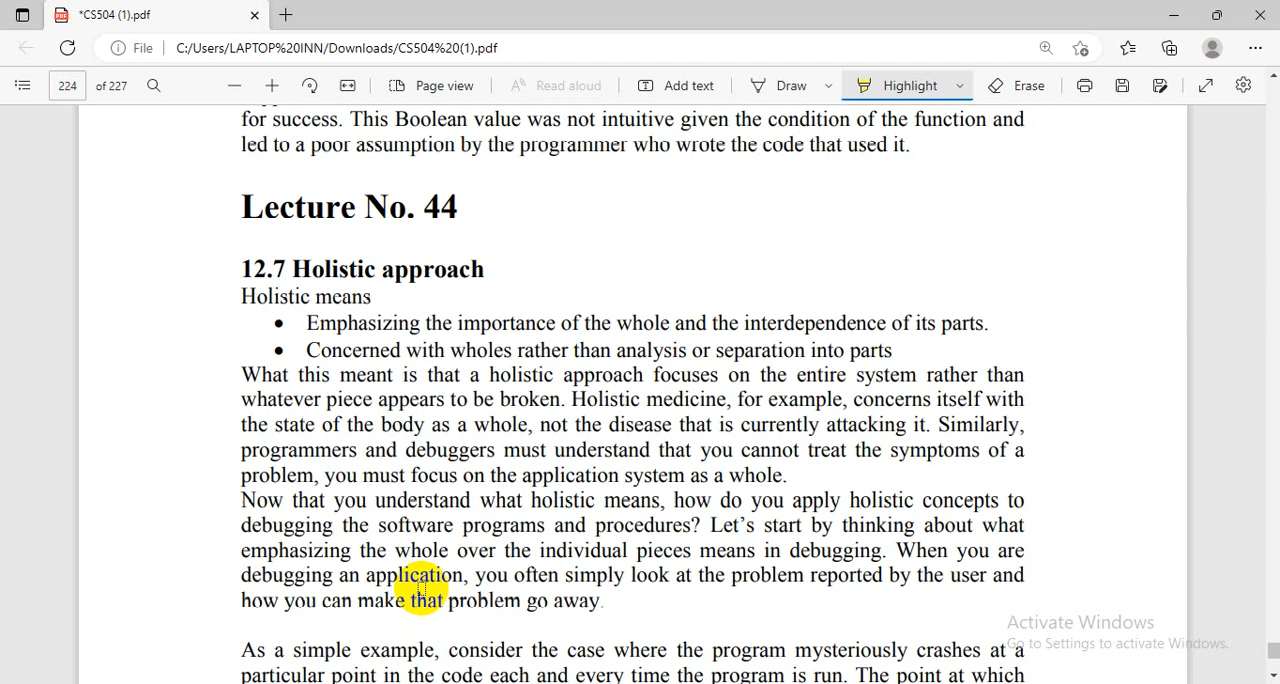 *CS504 (1).pdf
File C:/Users/LAPTOP%20INN/Downloads/CS504%20(1).pdf
224 of 227 Page view Read aloud Add text Draw Highlight Erase
for success. This Boolean value was not intuitive given the condition of the function and
led to a poor assumption by the programmer who wrote the code that used it.
Lecture No. 44
12.7 Holistic approach
Holistic means
• Emphasizing the importance of the whole and the interdependence of its parts.
• Concerned with wholes rather than analysis or separation into parts
What this meant is that a holistic approach focuses on the entire system rather than
whatever piece appears to be broken. Holistic medicine, for example, concerns itself with
the state of the body as a whole, not the disease that is currently attacking it. Similarly,
programmers and debuggers must understand that you cannot treat the symptoms of a
problem, you must focus on the application system as a whole.
Now that you understand what holistic means, how do you apply holistic concepts to
debugging the software programs and procedures? Let's start by thinking about what
emphasizing the whole over the individual pieces means in debugging. When you are
debugging an application, you often simply look at the problem reported by the user and
how you can make that problem go away.
Activate Windows
Go to Settings to activate Windows.
As a simple example, consider the case where the program mysteriously crashes at a
particular point in the code each and every time the program is run. The point at which